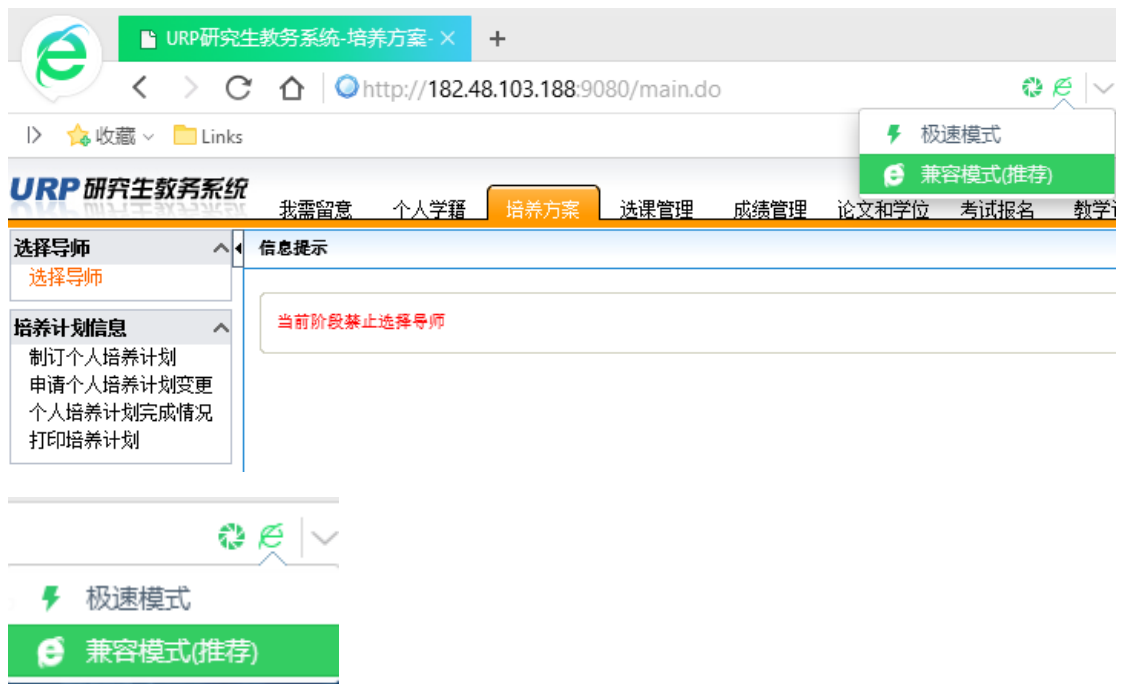 URP研究生教务系统-培养方案-
http://182.48.103.188:9080/main.do
收藏 Links
极速模式
兼容模式(推荐)
URP 研究生教务系统
我需留意 个人学籍 培养方案 选课管理 成绩管理 论文和学位 考试报名 教学
选择导师
选择导师
培养计划信息
制订个人培养计划
申请个人培养计划变更
个人培养计划完成情况
打印培养计划
信息提示
当前阶段禁止选择导师
极速模式
兼容模式(推荐)